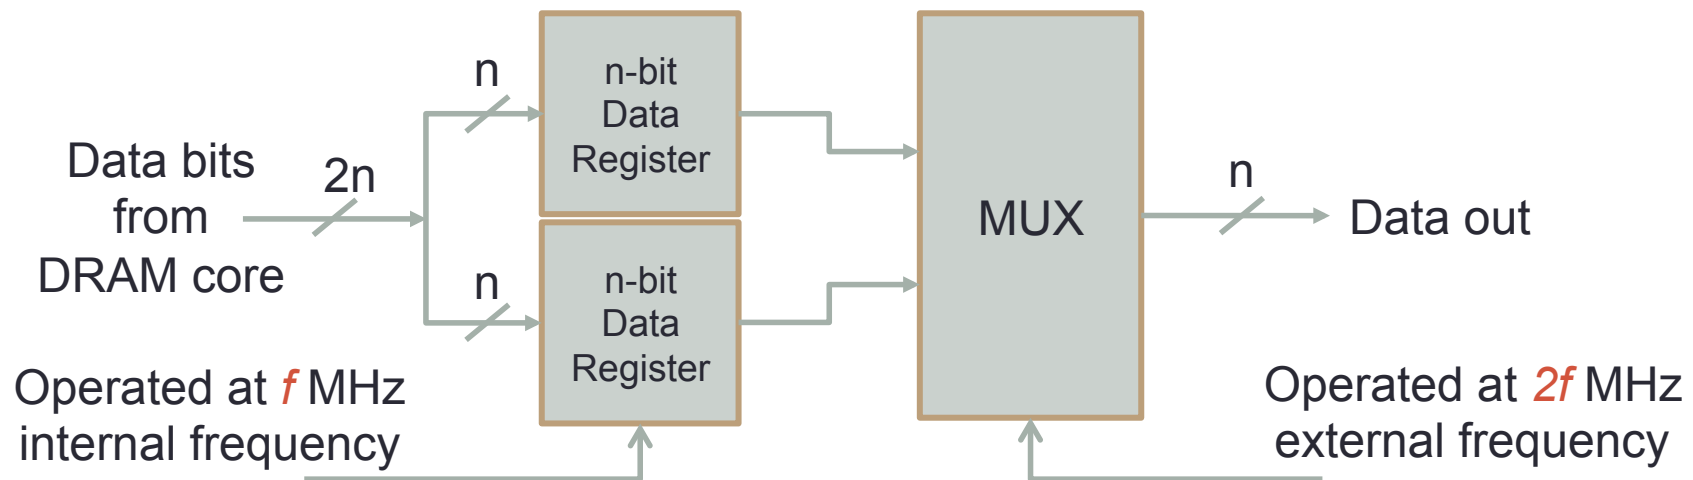 Data bits
from
DRAM core
2n
n
n
n-bit
Data
Register
n-bit
Data
Register
MUX
n
Data out
Operated at f MHz
internal frequency
Operated at 2f MHz
external frequency